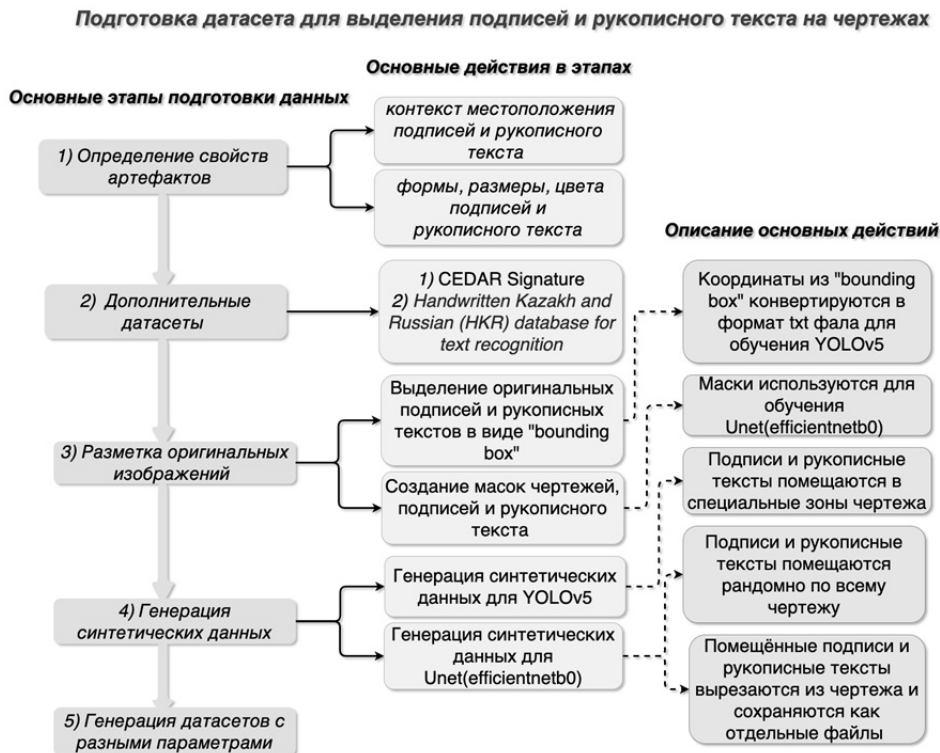 Подготовка датасета для выделения подписей и рукописного текста на чертежах
Основные этапы подготовки данных
1) Определение свойств
артефактов
2) Дополнительные
датасеты
3) Разметка оригинальных
изображений
4) Генерация
синтетических данных
5) Генерация датасетов с
разными параметрами
Основные действия в этапах
контекст местоположения
подписей и рукописного
текста
формы, размеры, цвета
подписей и
рукописного текста
1) CEDAR Signature
2) Handwritten Kazakh and
Russian (HKR) database for
text recognition
Выделение оригинальных
подписей и рукописных
текстов в виде "bounding
box"
Создание масок чертежей,
подписей и рукописного
текста
Генерация синтетических
данных для YOLOv5
Генерация синтетических
данных для
Unet(efficientnetb0)
Описание основных действий
Координаты из "bounding
box" конвертируются в
формат txt фала для
обучения YOLOv5
Маски используются для
обучения
Unet(efficientnetb0)
Подписи и рукописные
тексты помещаются в
специальные зоны чертежа
Подписи и рукописные
тексты помещаются
рандомно по всему
чертежу
Помещённые подписи и
рукописные тексты
вырезаются из чертежа и
сохраняются как
отдельные файлы